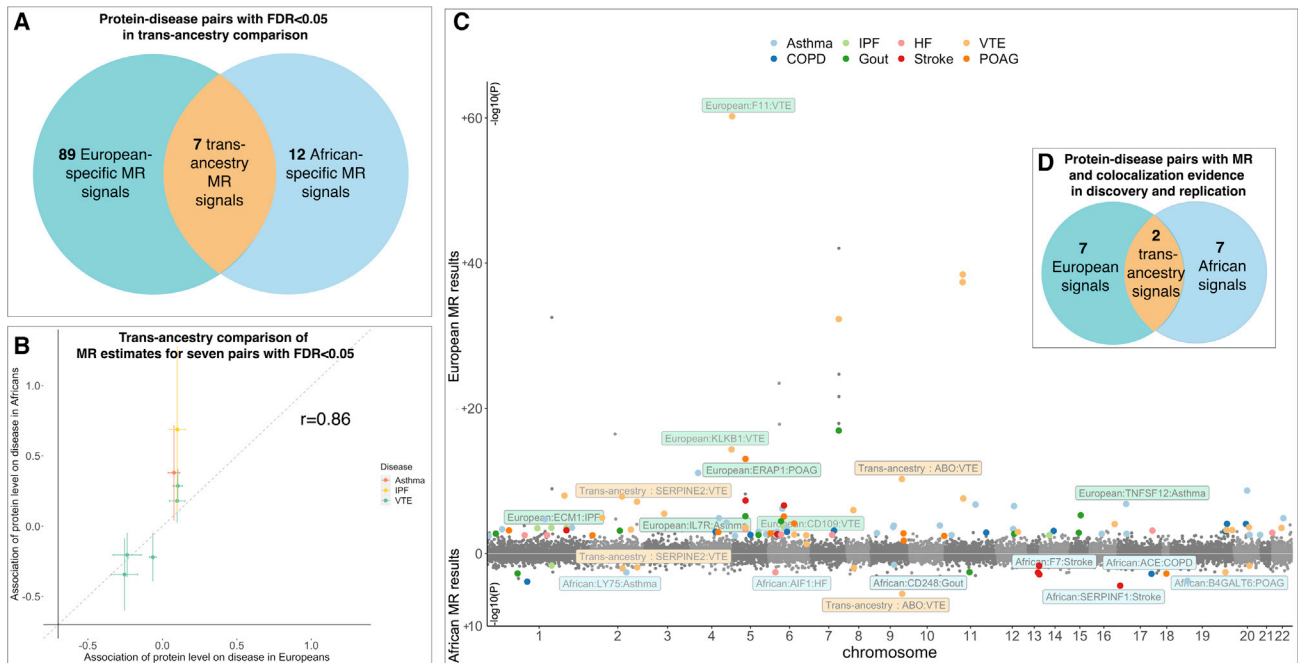 A
Protein-disease pairs with FDR<0.05
in trans-ancestry comparison
89 European-
specific MR
signals
7 trans-
ancestry
MR
signals
12 African-
specific MR
signals
B
Trans-ancestry comparison of
MR estimates for seven pairs with FDR<0.05
Association of protein level on disease in Africans
1.0
0.5
0.0
-0.5
r=0.86
Disease
Asthma
IPF
VTE
0.0
0.5
1.0
Association of protein level on disease in Europeans
C
Asthma
IPF
HF
VTE
COPD
Gout
Stroke
POAG
-log10(P)
European MR results
+60
+40
+20
0
+10
African MR results
-log10(P)
European:F11:VTE
European:KLKB1:VTE
European:ERAP1:POAG
Trans-ancestry : ABO:VTE
Trans-ancestry : SERPINE2:VTE
European:TNFSF12:Asthma
European:ECM1:IPF
European:IL7R:Asthma
European:CD109:VTE
Trans-ancestry : SERPINE2:VTE
African:F7:Stroke
African:ACE:COPD
African:LY75:Asthma
African:AIF1:HF
African:CD248:Gout
African:B4GALT6:POAG
African:SERPINF1:Stroke
Trans-ancestry : ABO:VTE
1 2 3 4 5 6 7 8 9 10 11 12 13 14 15 16 17 18 19 20 21 22
chromosome
D
Protein-disease pairs with MR
and colocalization evidence
in discovery and replication
7
European
signals
2
trans-
ancestry
signals
7
African
signals